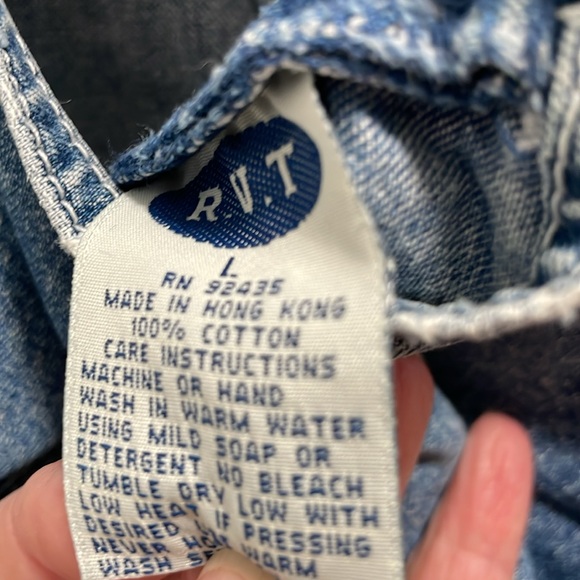 R.V.T
L
RN 92435
MADE IN HONG KONG
100% COTTON
CARE INSTRUCTIONS
MACHINE OR HAND
WASH IN WARM WATER
USING MILD SOAP OR
DETERGENT NO BLEACH
TUMBLE DRY LOW WITH
LOW HEAT IF PRESSING
DESIRED
NEVER WARM
WASH